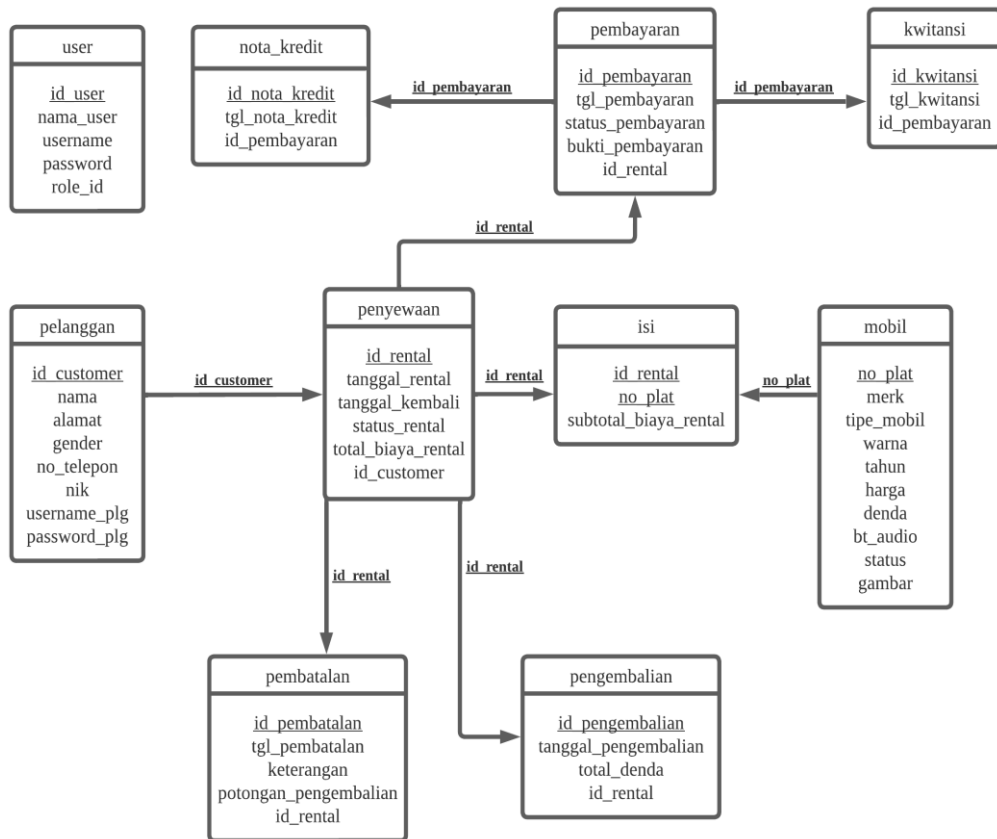 user
id_user
nama_user
username
password
role_id
nota_kredit
id_nota_kredit
tgl_nota_kredit
id_pembayaran
id_pembayaran
pembayaran
id_pembayaran
tgl_pembayaran
status_pembayaran
bukti_pembayaran
id_rental
id_pembayaran
kwitansi
id_kwitansi
tgl_kwitansi
id_pembayaran
id_rental
pelanggan
id_customer
nama
alamat
gender
no_telepon
nik
username_plg
password_plg
id_customer
penyewaan
id_rental
tanggal_rental
tanggal_kembali
status_rental
total_biaya_rental
id_customer
id_rental
isi
id_rental
no_plat
subtotal_biaya_rental
no_plat
mobil
no_plat
merk
tipe_mobil
warna
tahun
harga
denda
bt_audio
status
gambar
id_rental
id_rental
pembatalan
id_pembatalan
tgl_pembatalan
keterangan
potongan_pengembalian
id_rental
pengembalian
id_pengembalian
tanggal_pengembalian
total_denda
id_rental